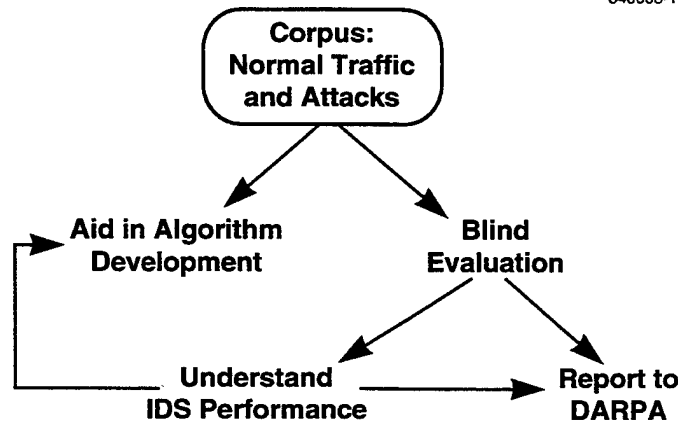 Corpus:
Normal Traffic
and Attacks
Aid in Algorithm
Development
Blind
Evaluation
Understand
IDS Performance
Report to
DARPA